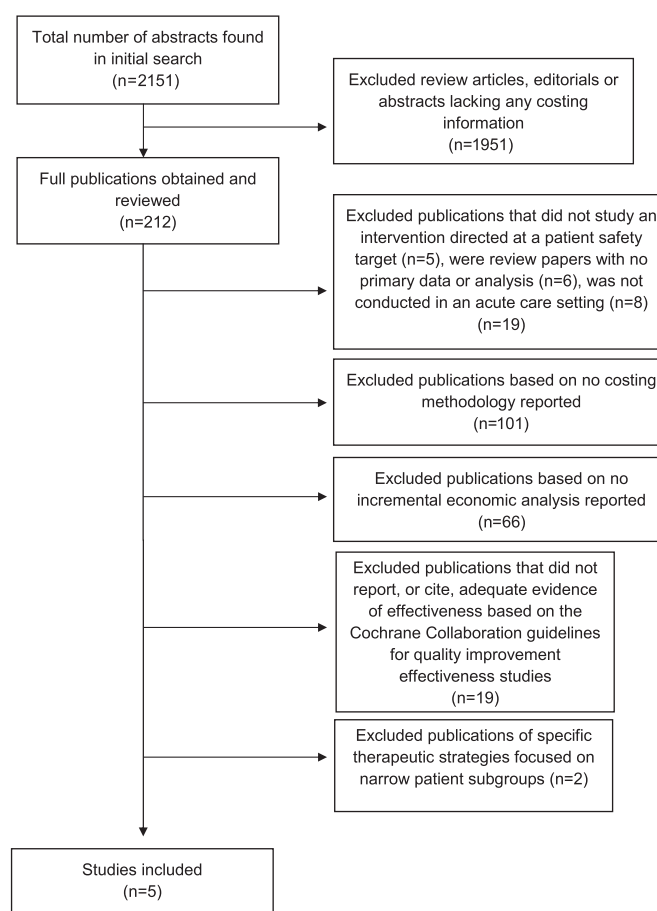 Total number of abstracts found
in initial search
(n=2151)
Excluded review articles, editorials or
abstracts lacking any costing
information
(n=1951)
Full publications obtained and
reviewed
(n=212)
Excluded publications that did not study an
intervention directed at a patient safety
target (n=5), were review papers with no
primary data or analysis (n=6), was not
conducted in an acute care setting (n=8)
(n=19)
Excluded publications based on no costing
methodology reported
(n=101)
Excluded publications based on no
incremental economic analysis reported
(n=66)
Excluded publications that did not
report, or cite, adequate evidence
of effectiveness based on the
Cochrane Collaboration guidelines
for quality improvement
effectiveness studies
(n=19)
Excluded publications of specific
therapeutic strategies focused on
narrow patient subgroups (n=2)
Studies included
(n=5)